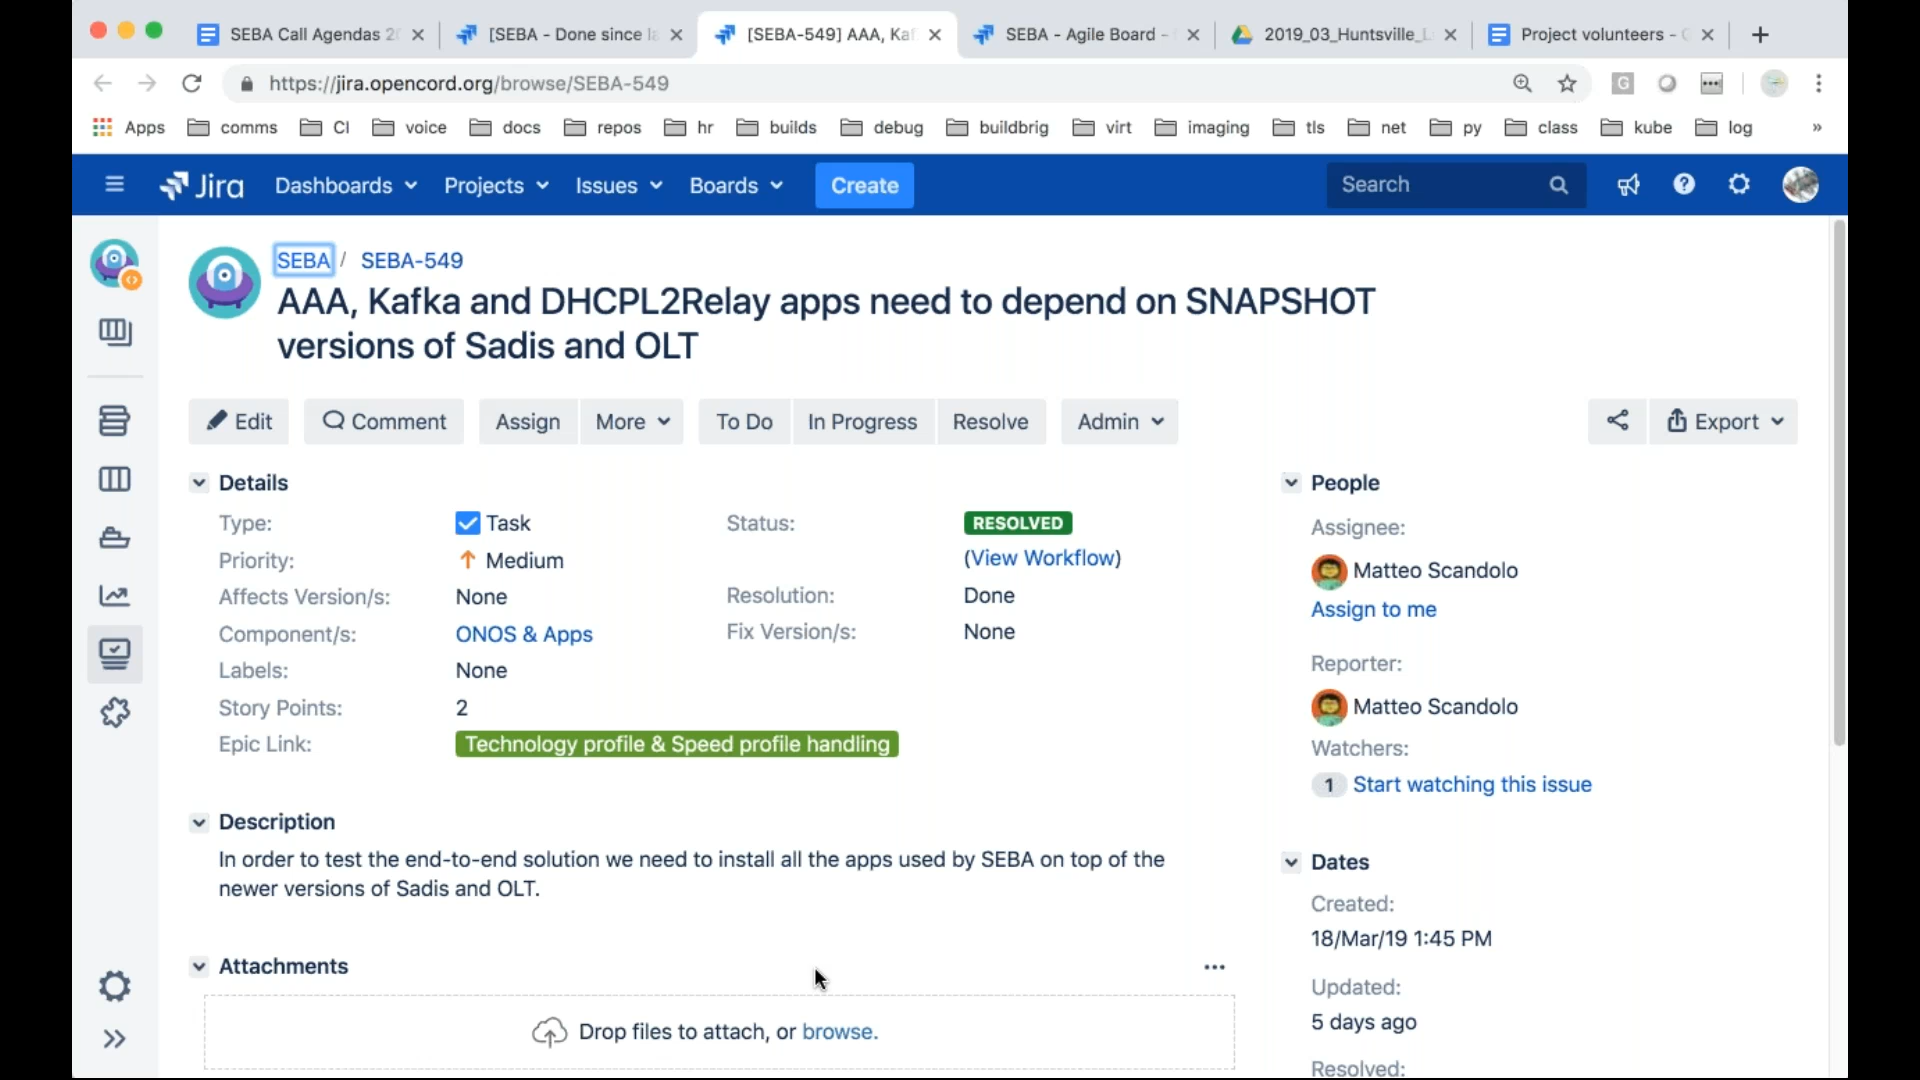 SEBA Call Agendas 2
[SEBA - Done since la
[SEBA-549] AAA, Kaf
SEBA - Agile Board -
2019_03_Huntsville_L
Project volunteers -
https://jira.opencord.org/browse/SEBA-549
Apps
comms
CI
voice
docs
repos
hr
builds
debug
buildbrig
virt
imaging
tls
net
py
class
kube
log
»
Jira
Dashboards
Projects
Issues
Boards
Create
Search
SEBA / SEBA-549
AAA, Kafka and DHCPL2Relay apps need to depend on SNAPSHOT
versions of Sadis and OLT
Edit
Comment
Assign
More
To Do
In Progress
Resolve
Admin
Export
Details
Type: Task
Priority: Medium
Affects Version/s: None
Component/s: ONOS & Apps
Labels: None
Story Points: 2
Epic Link: Technology profile & Speed profile handling
Status: RESOLVED
(View Workflow)
Resolution: Done
Fix Version/s: None
Description
In order to test the end-to-end solution we need to install all the apps used by SEBA on top of the
newer versions of Sadis and OLT.
Attachments
Drop files to attach, or browse.
People
Assignee:
Matteo Scandolo
Assign to me
Reporter:
Matteo Scandolo
Watchers:
1 Start watching this issue
Dates
Created:
18/Mar/19 1:45 PM
Updated:
5 days ago
Resolved: